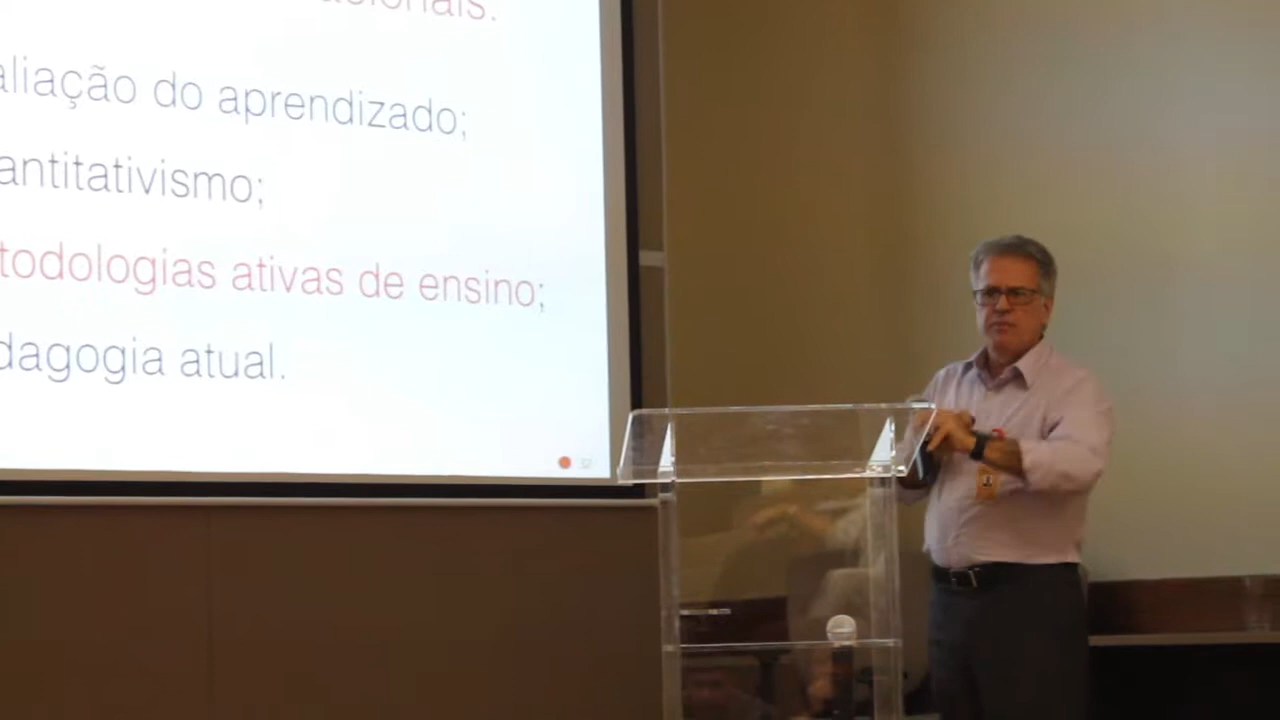 aliação do aprendizado;
antitativismo;
todologias ativas de ensino;
dagogia atual.